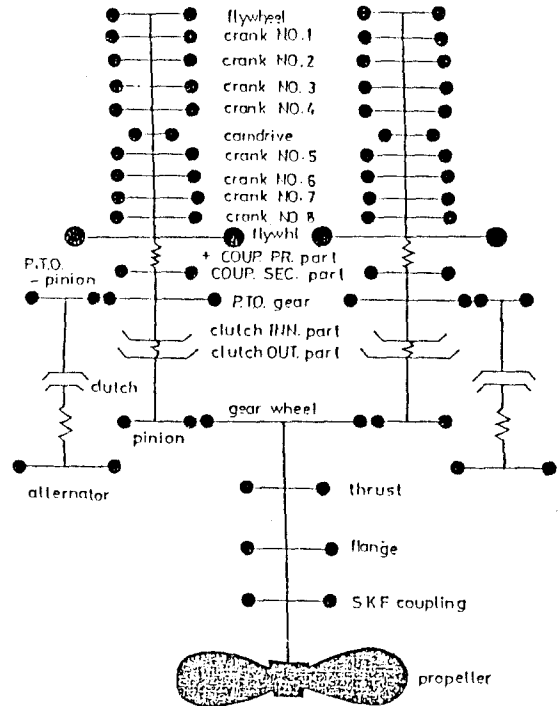 flywheel
crank NO.1
crank NO.2
crank NO.3
crank NO.4
camdrive
crank NO.5
crank NO.6
crank NO.7
crank NO 8
flywhl
+ COUP. PR. part
COUP. SEC. part
P.T.O.
- pinion
P.TO. gear
clutch INN. part
clutch OUT. part
clutch
gear wheel
pinion
alternator
thrust
flange
SKF coupling
propeller